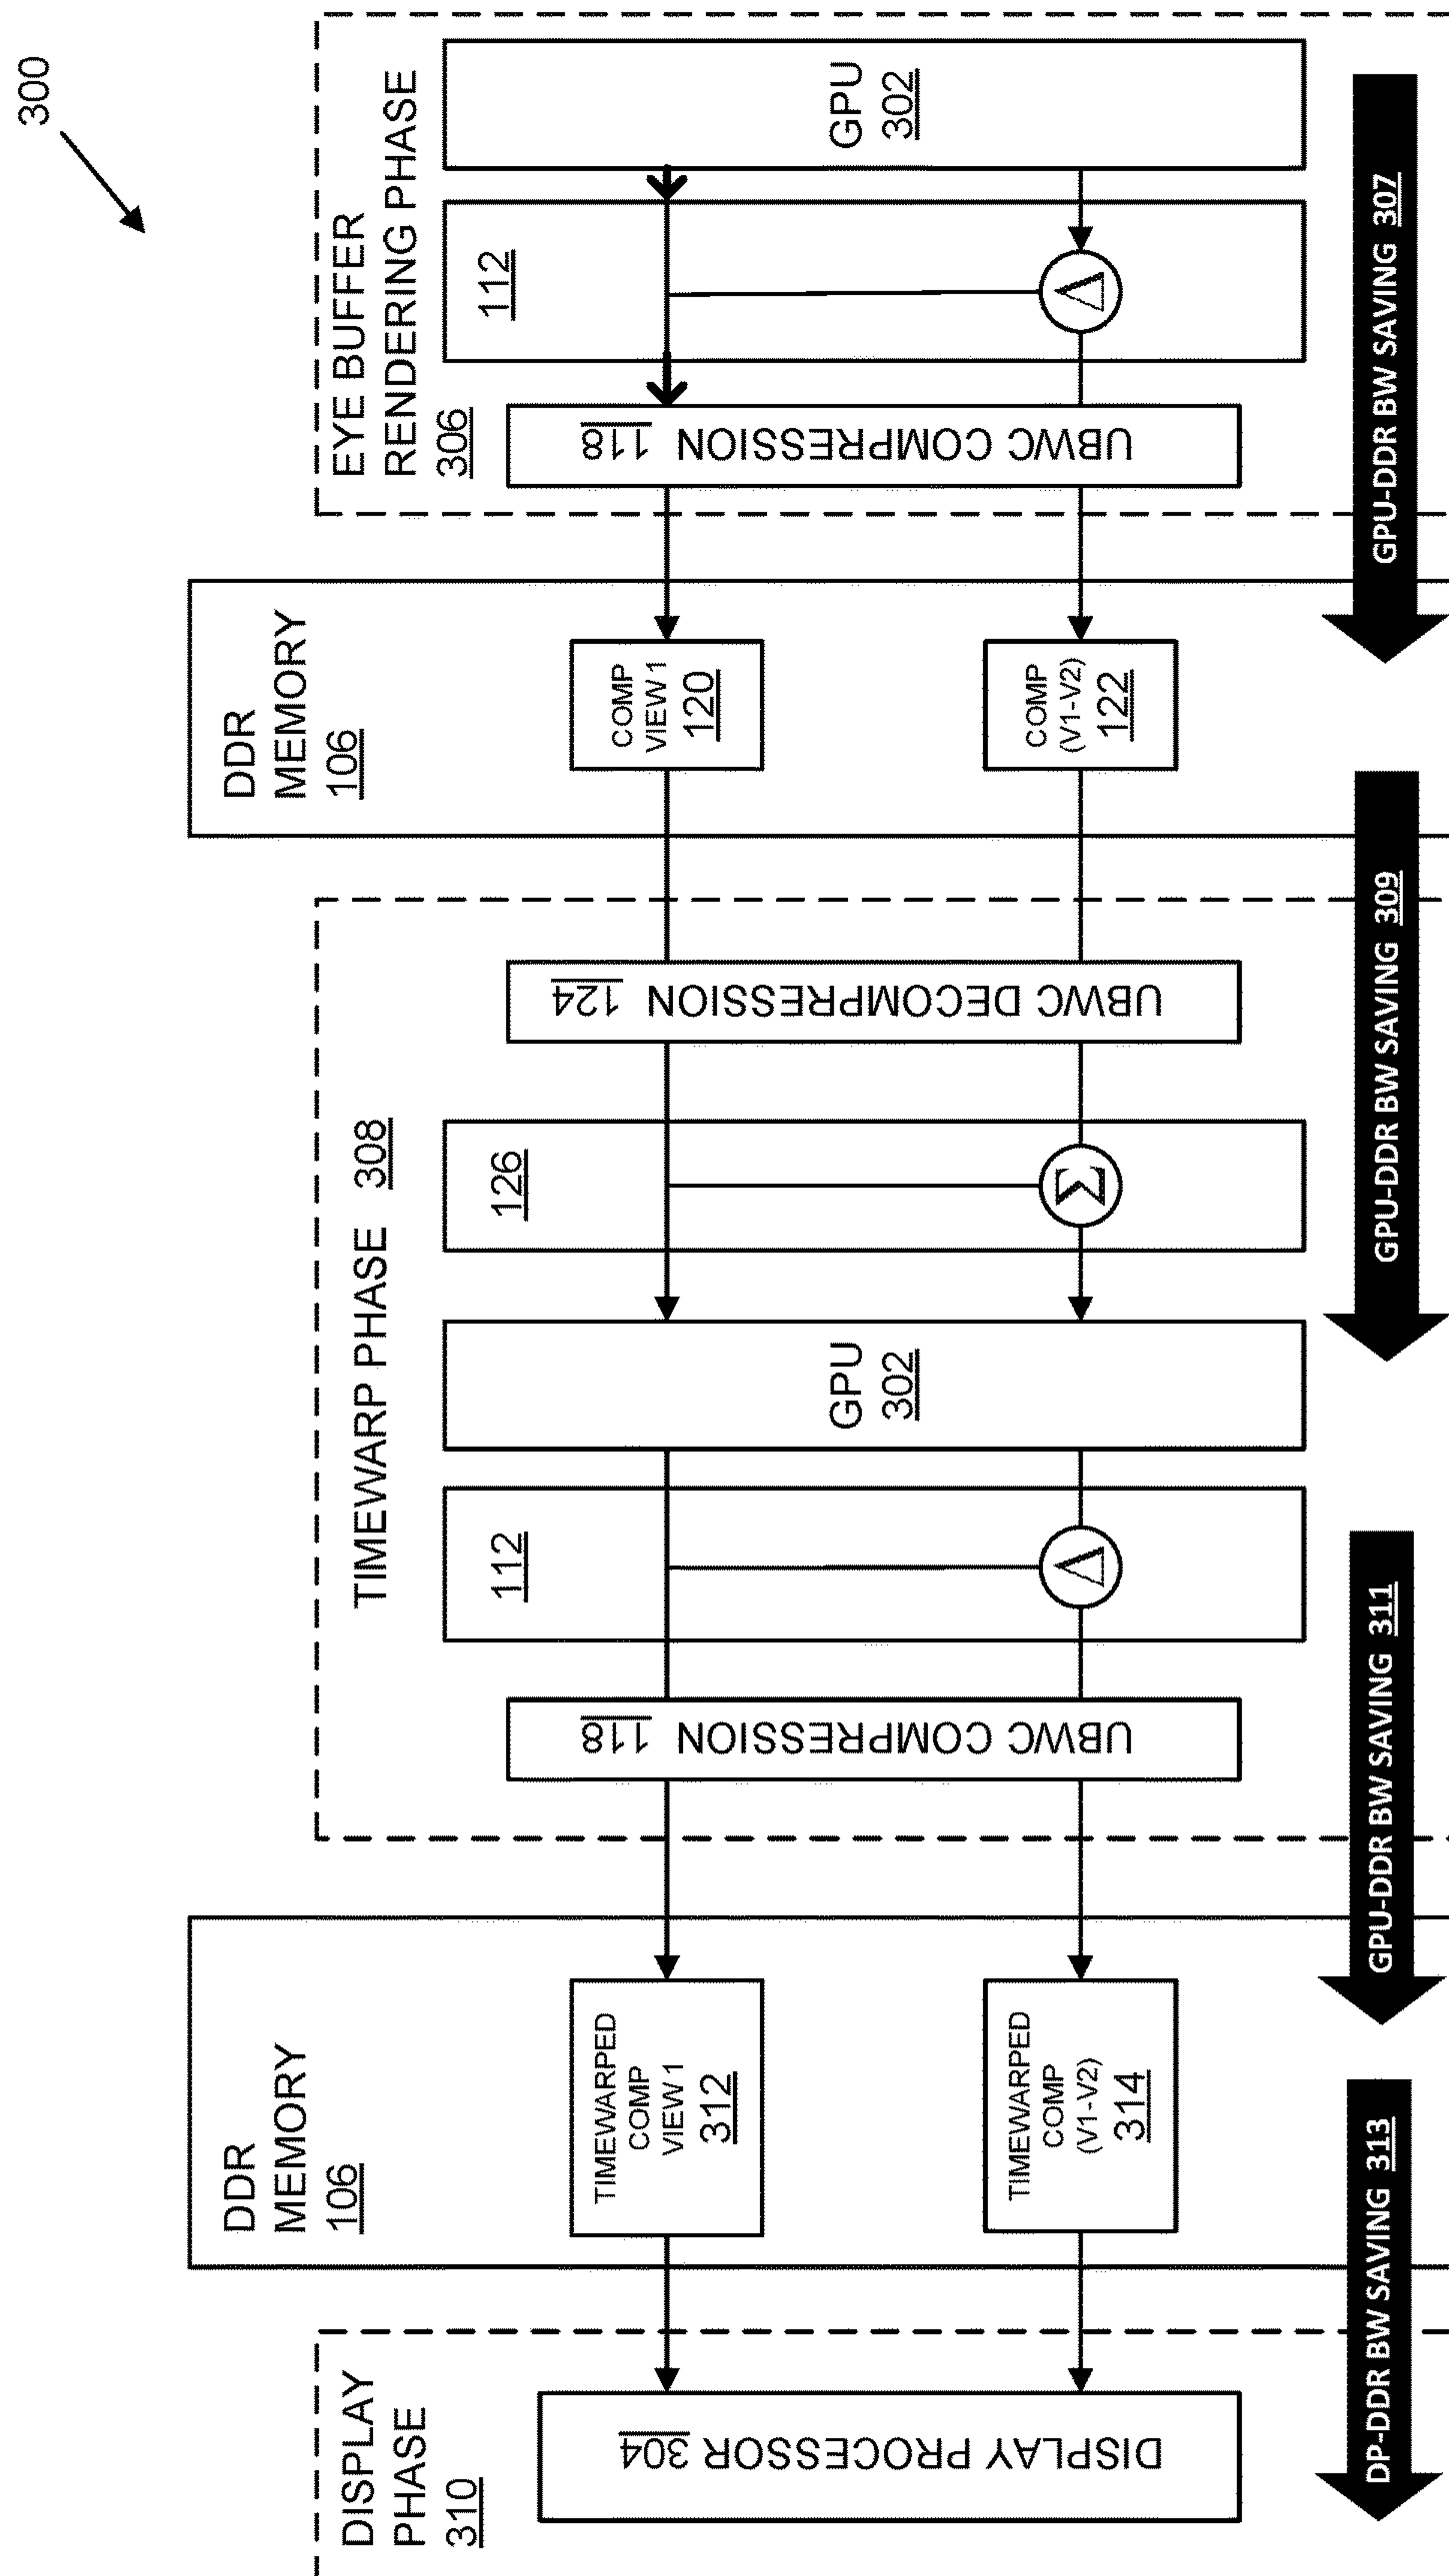 300
EYE BUFFER
RENDERING PHASE
306
GPU
302
112
UBWC COMPRESSION 118
GPU-DDR BW SAVING 307
DDR
MEMORY
106
COMP
VIEW 1
120
COMP
(V1-V2)
122
GPU-DDR BW SAVING 309
TIMEWARP PHASE 308
UBWC DECOMPRESSION 124
126
Σ
GPU
302
112
UBWC COMPRESSION 118
GPU-DDR BW SAVING 311
DDR
MEMORY
106
TIMEWARPED
COMP
VIEW 1
312
TIMEWARPED
COMP
(V1-V2)
314
DP-DDR BW SAVING 313
DISPLAY
PHASE
310
DISPLAY PROCESSOR 304